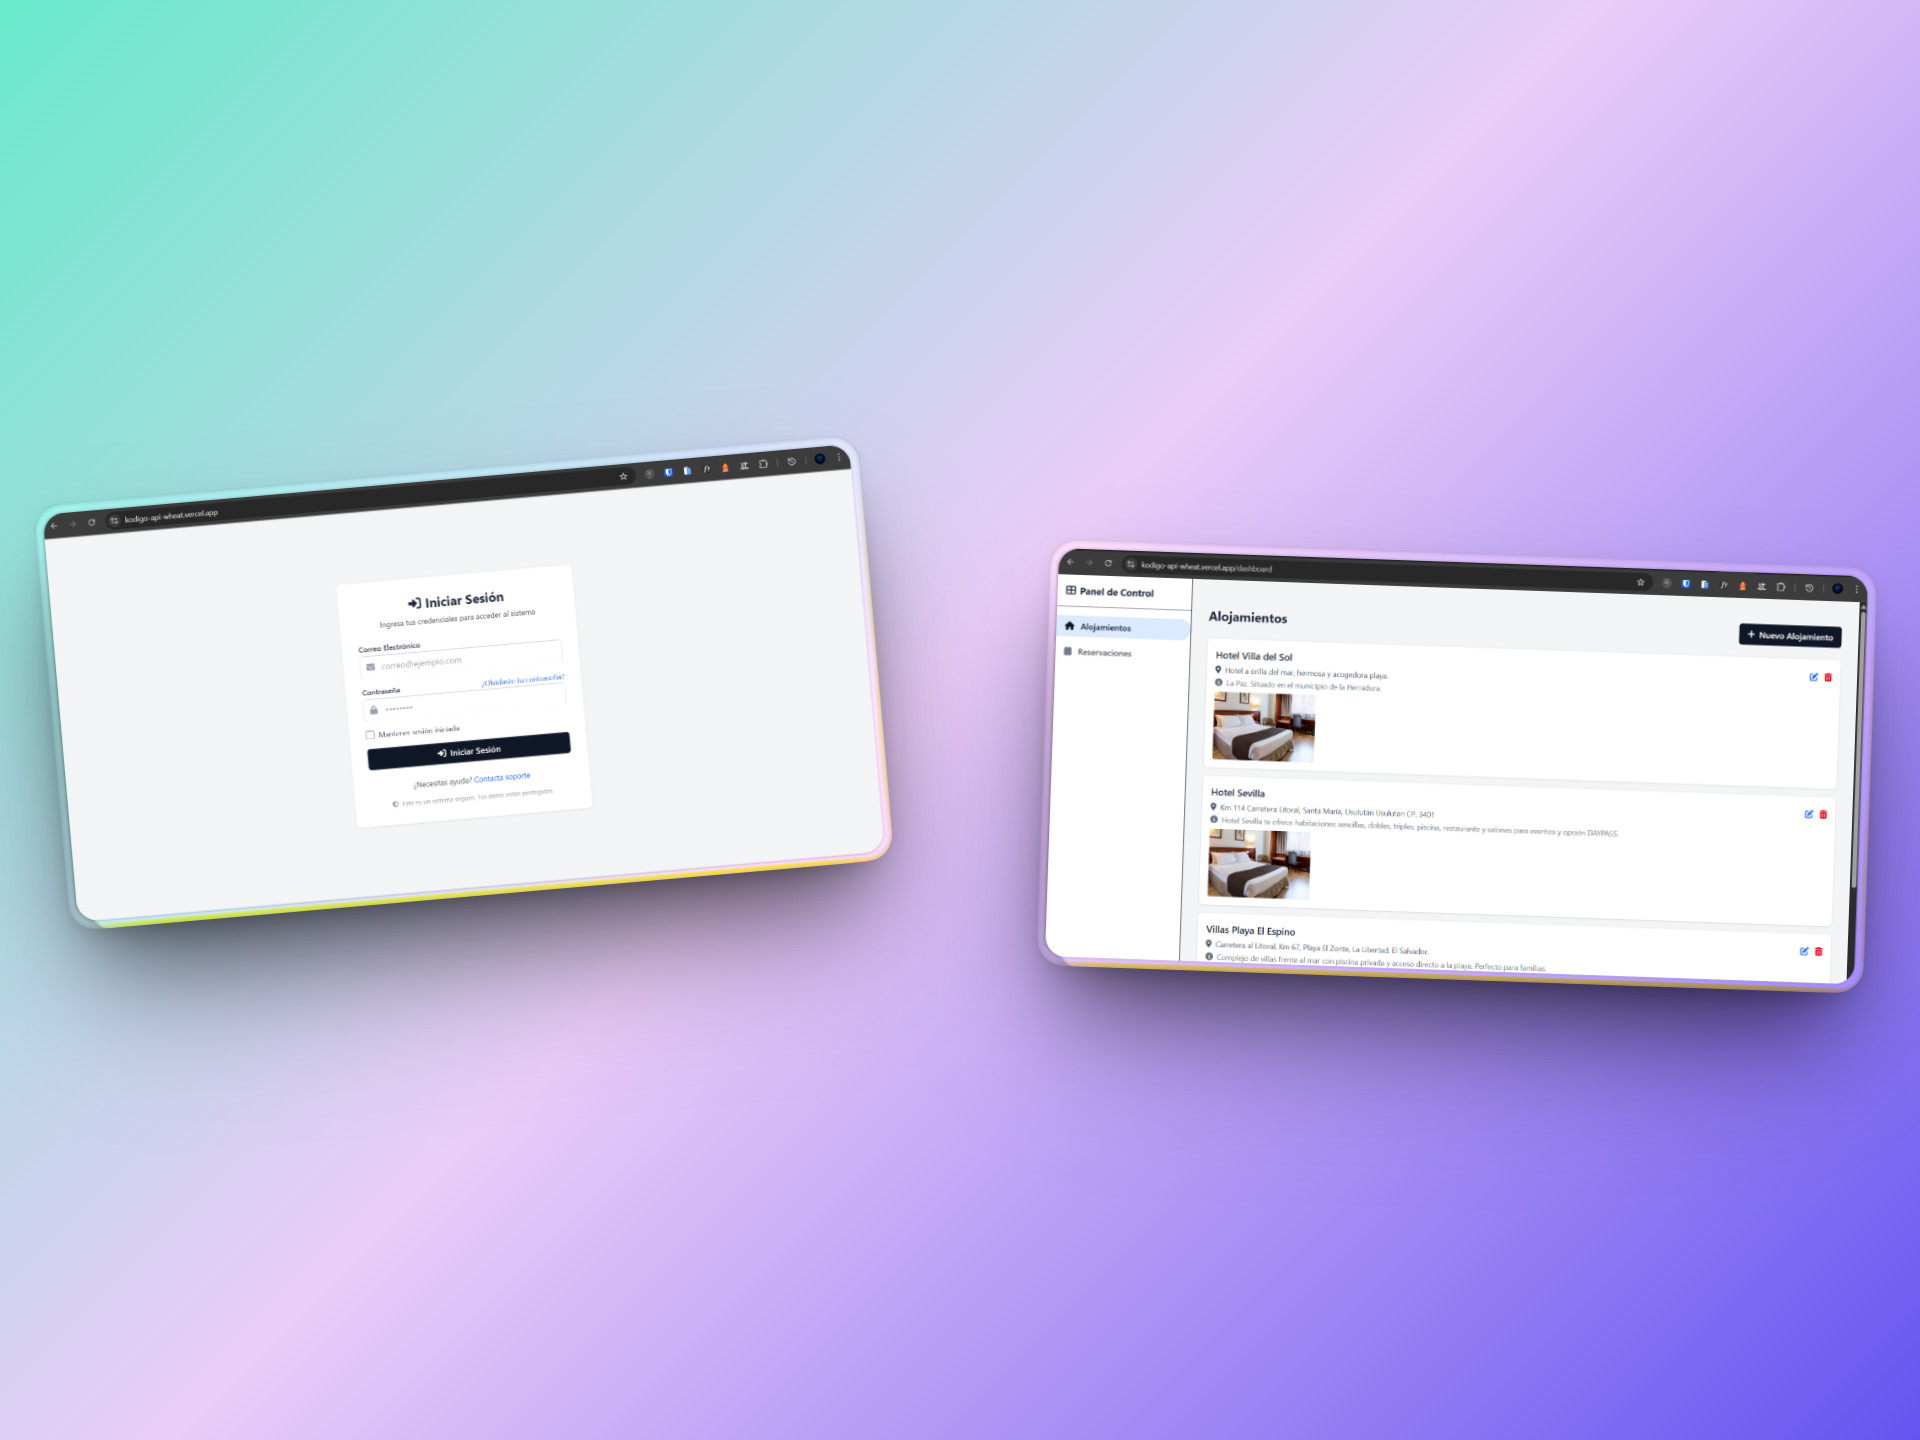 kodigo-api-wheat.vercel.app
Iniciar Sesión
Ingresa tus credenciales para acceder al sistema
Correo Electrónico
correo@ejemplo.com
Contraseña
¿Olvidaste tu contraseña?
Mantener sesión iniciada
Iniciar Sesión
¿Necesitas ayuda? Contacta soporte
Este es un sistema seguro. Tus datos están protegidos.
kodigo-api-wheat.vercel.app/dashboard
Panel de Control
Alojamientos
Reservaciones
Alojamientos
+ Nuevo Alojamiento
Hotel Villa del Sol
Hotel a orilla del mar, hermosa y acogedora playa.
La Paz, Situado en el municipio de la Herradura.
Hotel Sevilla
Km 114 Carretera Litoral, Santa María, Usulután Usulutan CP, 3401
Hotel Sevilla te ofrece habitaciones sencillas, dobles, triples, piscina, restaurante y salones para eventos y opción DAYPASS.
Villas Playa El Espino
Carretera al Litoral, Km 67, Playa El Zonte, La Libertad, El Salvador.
Complejo de villas frente al mar con piscina privada y acceso directo a la playa. Perfecto para familias.